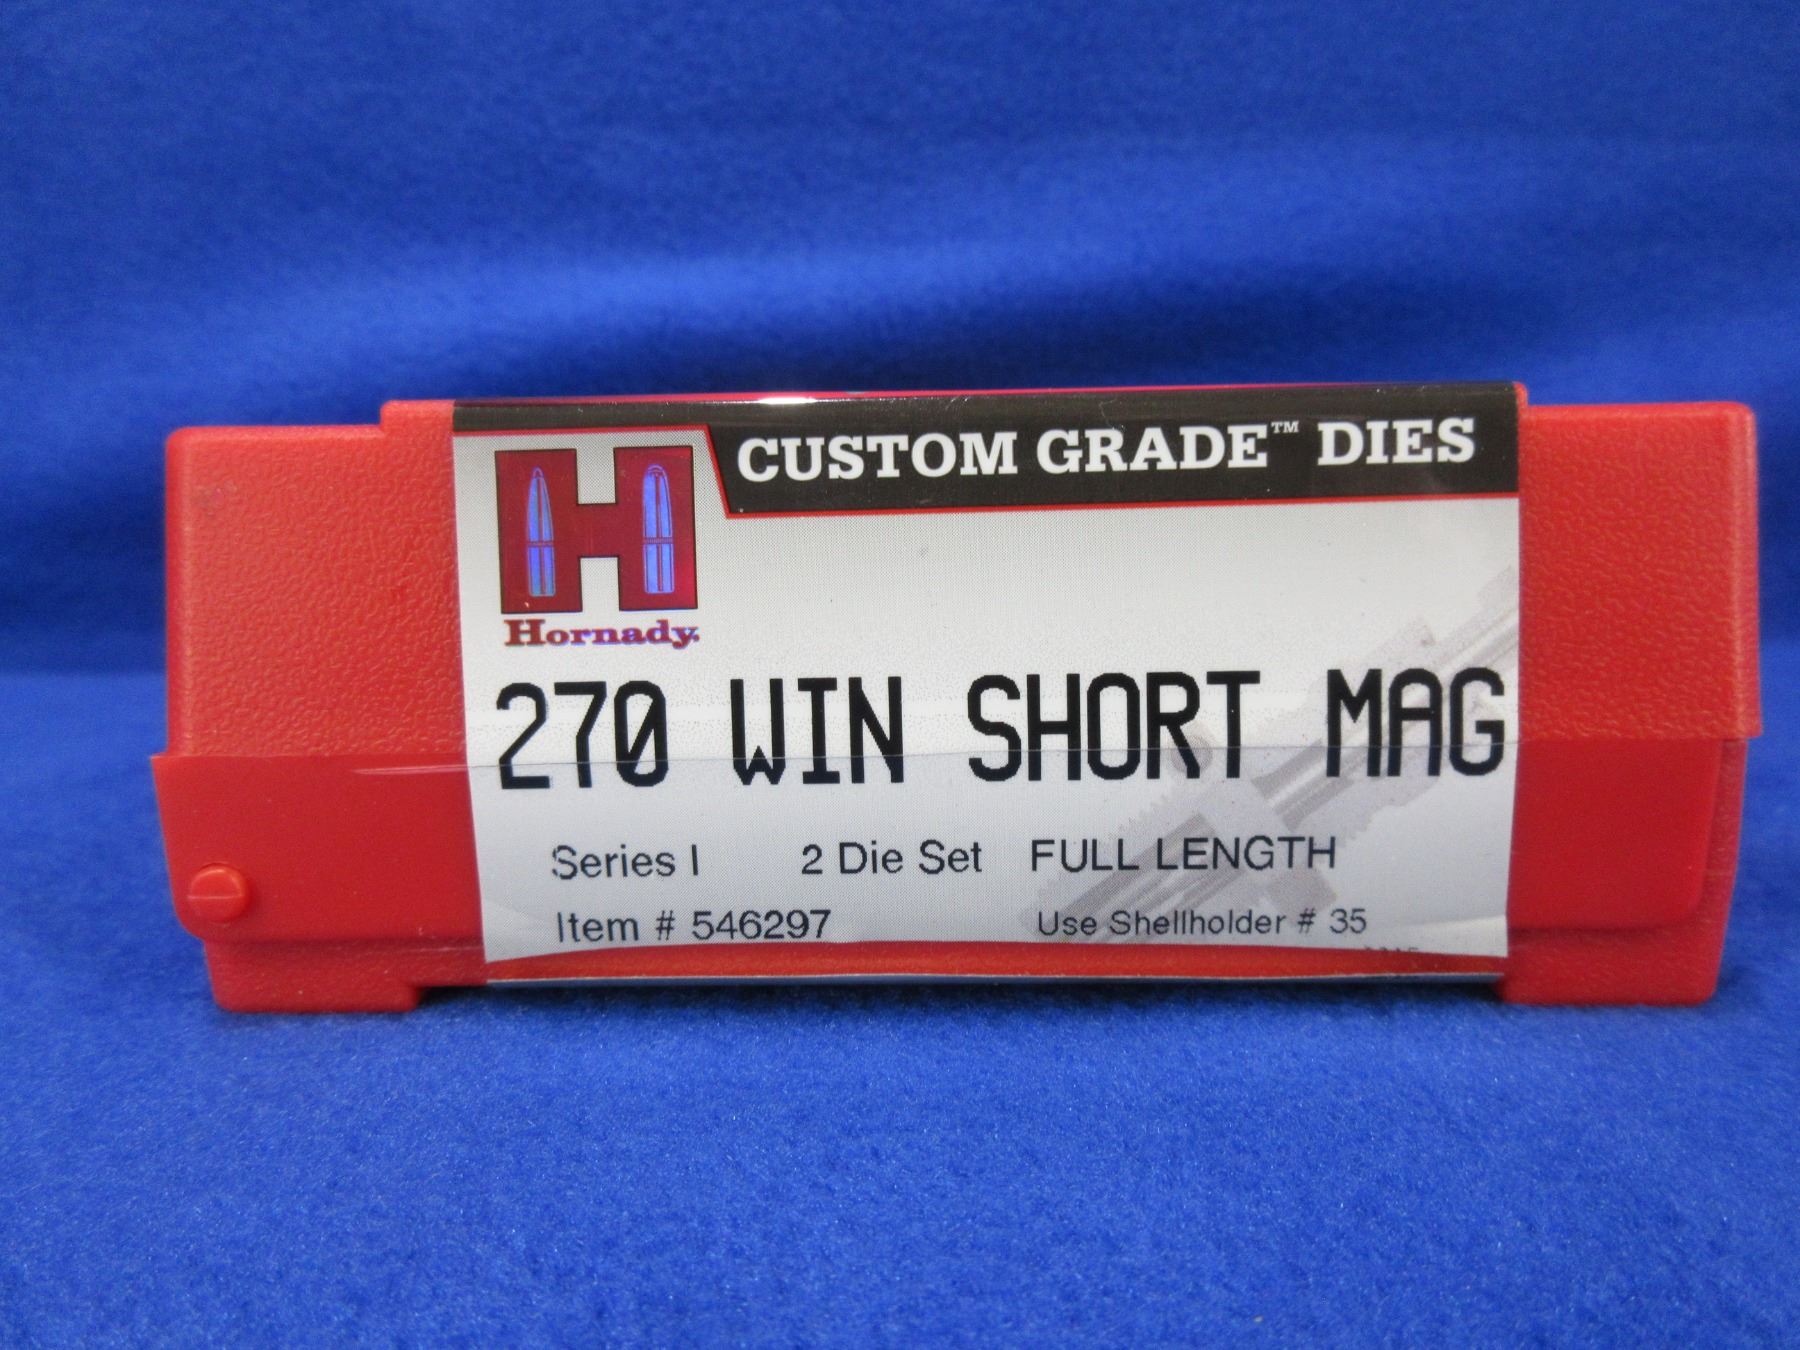 CUSTOM GRADE™ DIES
H
Hornady
270 WIN SHORT MAG
Series I 2 Die Set FULL LENGTH
Item # 546297 Use Shellholder # 35